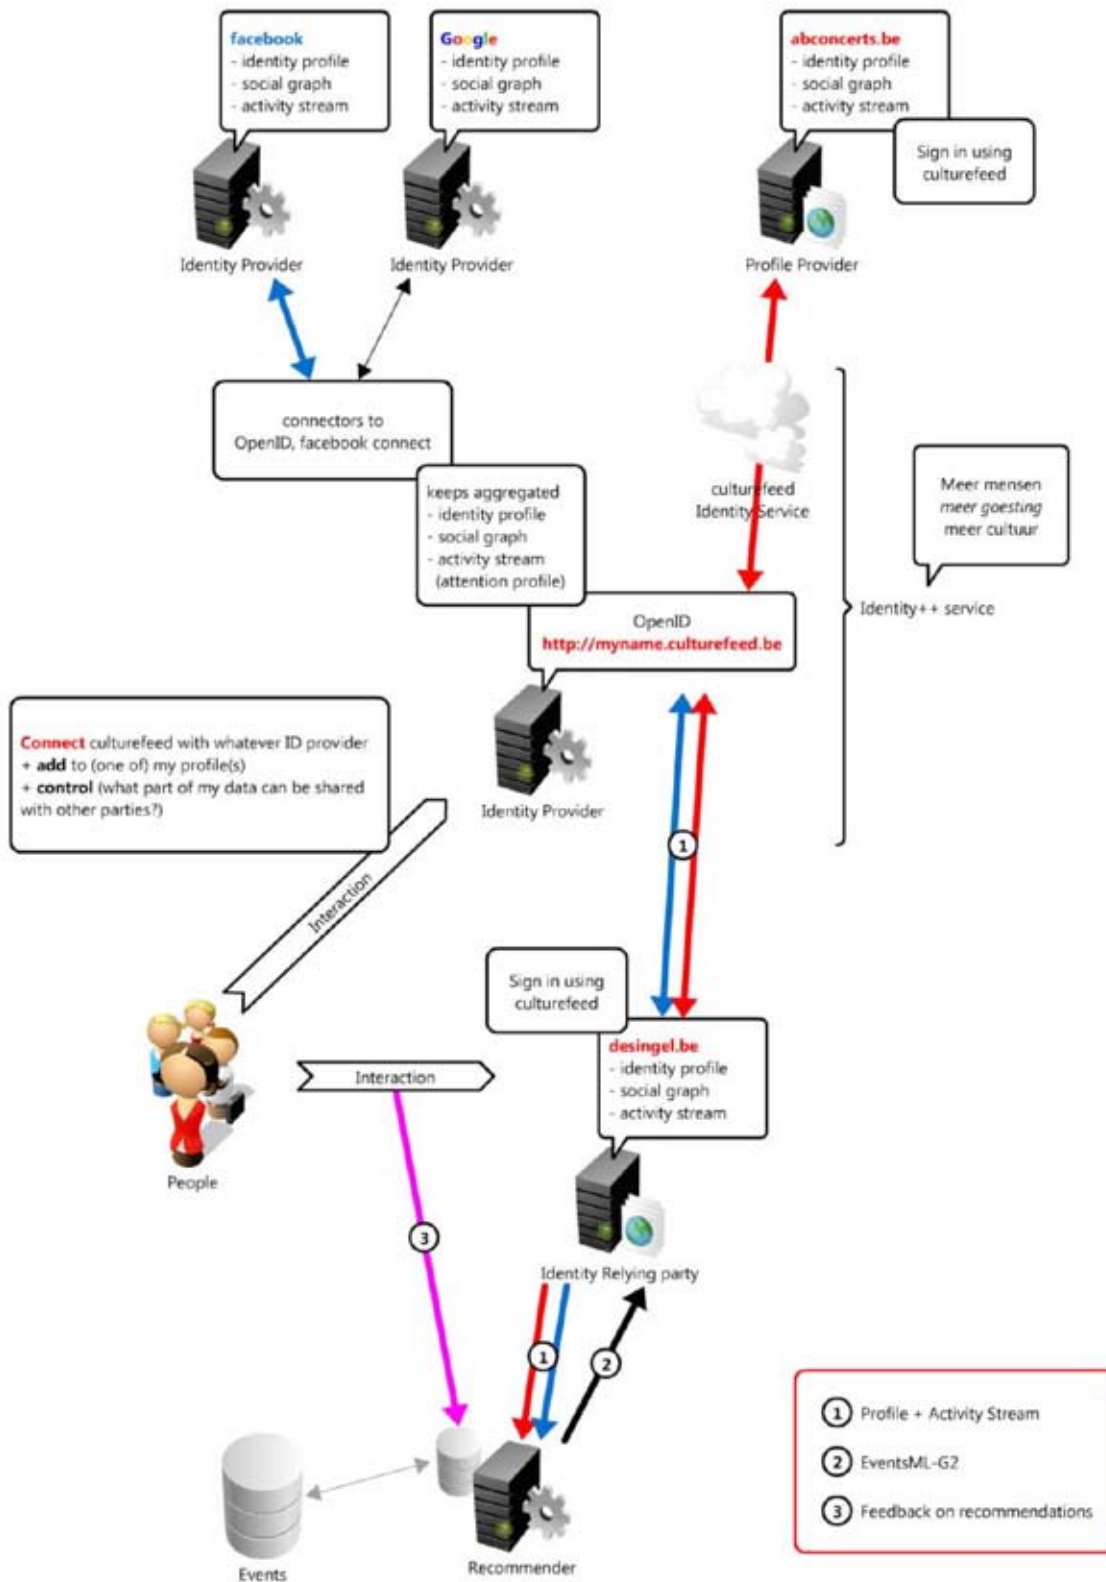 facebook
- identity profile
- social graph
- activity stream
Identity Provider
Google
- identity profile
- social graph
- activity stream
Identity Provider
abconcerts.be
- identity profile
- social graph
- activity stream
Sign in using
culturefeed
Profile Provider
connectors to
OpenID, facebook connect
keeps aggregated
- identity profile
- social graph
- activity stream
(attention profile)
culturefeed
Identity Service
Meer mensen
meer goesting
meer cultuur
Identity++ service
OpenID
http://myname.culturefeed.be
Identity Provider
Connect culturefeed with whatever ID provider
+ add to (one of) my profile(s)
+ control (what part of my data can be shared
with other parties?)
Interaction
1
Sign in using
culturefeed
desingel.be
- identity profile
- social graph
- activity stream
Interaction
People
3
Identity Relying party
1
2
Events
Recommender
1 Profile + Activity Stream
2 EventsML-G2
3 Feedback on recommendations